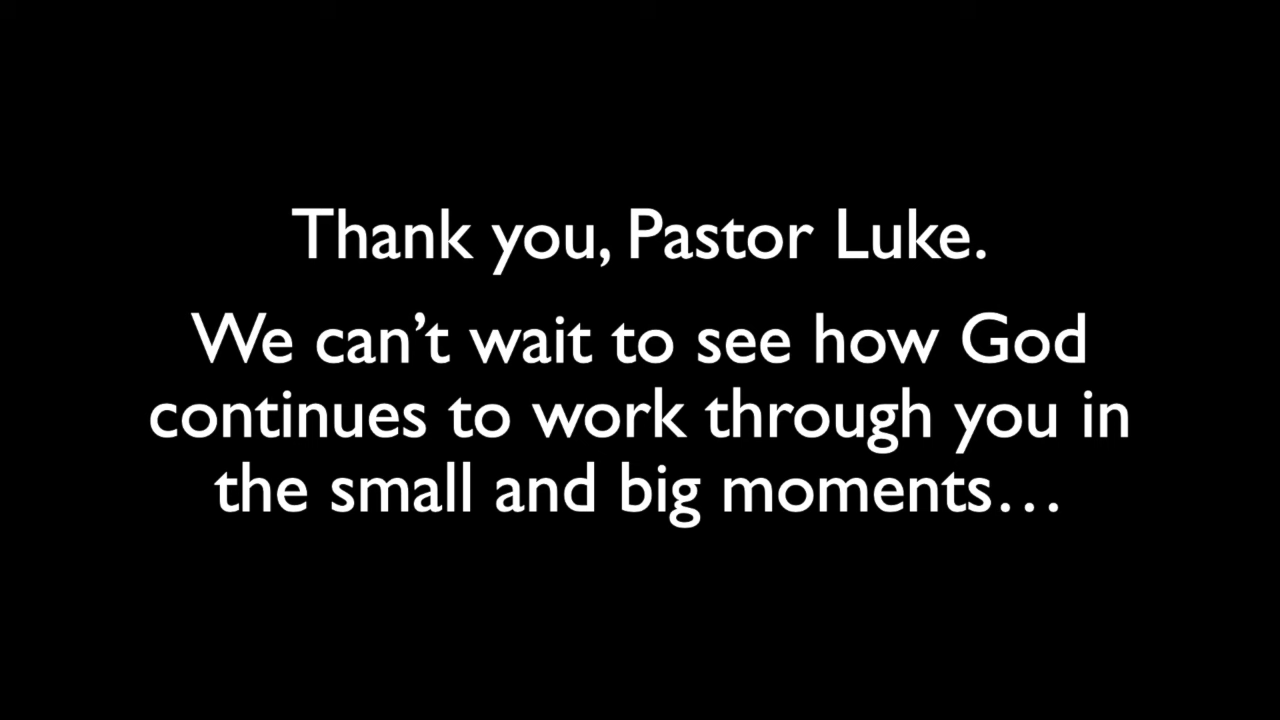 Thank you, Pastor Luke.
We can’t wait to see how God
continues to work through you in
the small and big moments…